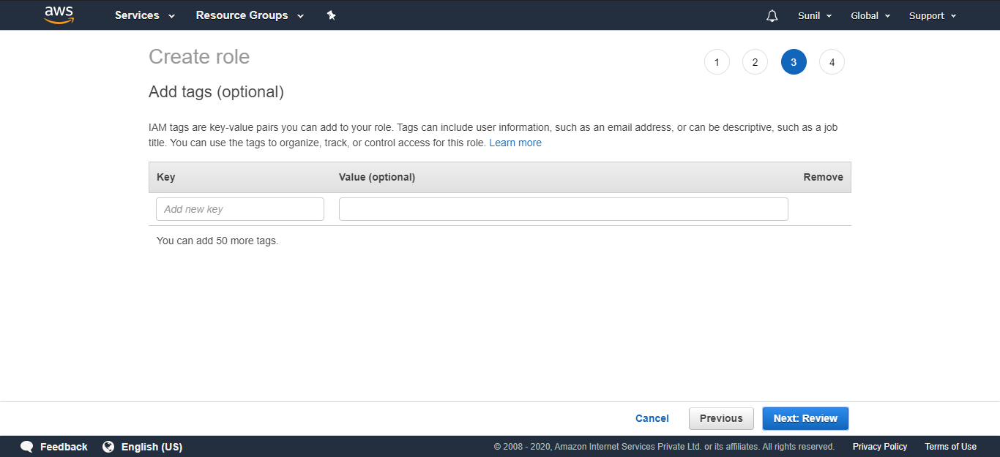 aws Services Resource Groups Sunil Global Support
Create role
1 2 3 4
Add tags (optional)
IAM tags are key-value pairs you can add to your role. Tags can include user information, such as an email address, or can be descriptive, such as a job
title. You can use the tags to organize, track, or control access for this role. Learn more
Key Value (optional) Remove
Add new key
You can add 50 more tags.
Cancel Previous Next: Review
Feedback English (US) © 2008 - 2020, Amazon Internet Services Private Ltd. or its affiliates. All rights reserved. Privacy Policy Terms of Use